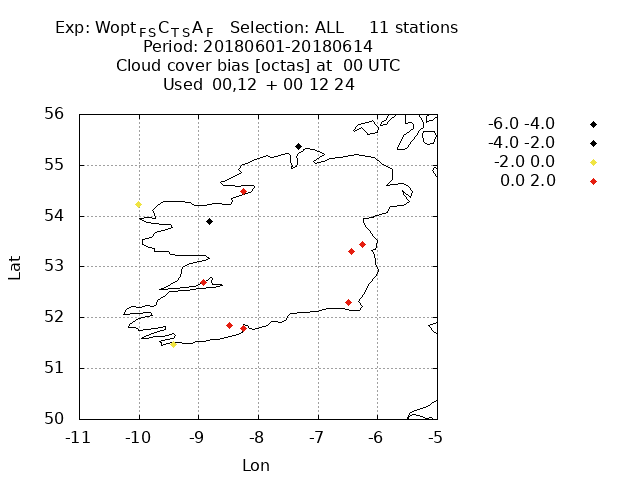 Exp: Wopt FS C TS A F   Selection: ALL     11 stations
Period: 20180601-20180614
Cloud cover bias [octas] at  00 UTC
Used  00,12  + 00 12 24
-6.0 -4.0
-4.0 -2.0
-2.0 0.0
0.0 2.0
56
55
54
53
52
51
50
Lat
-11 -10 -9 -8 -7 -6 -5
Lon